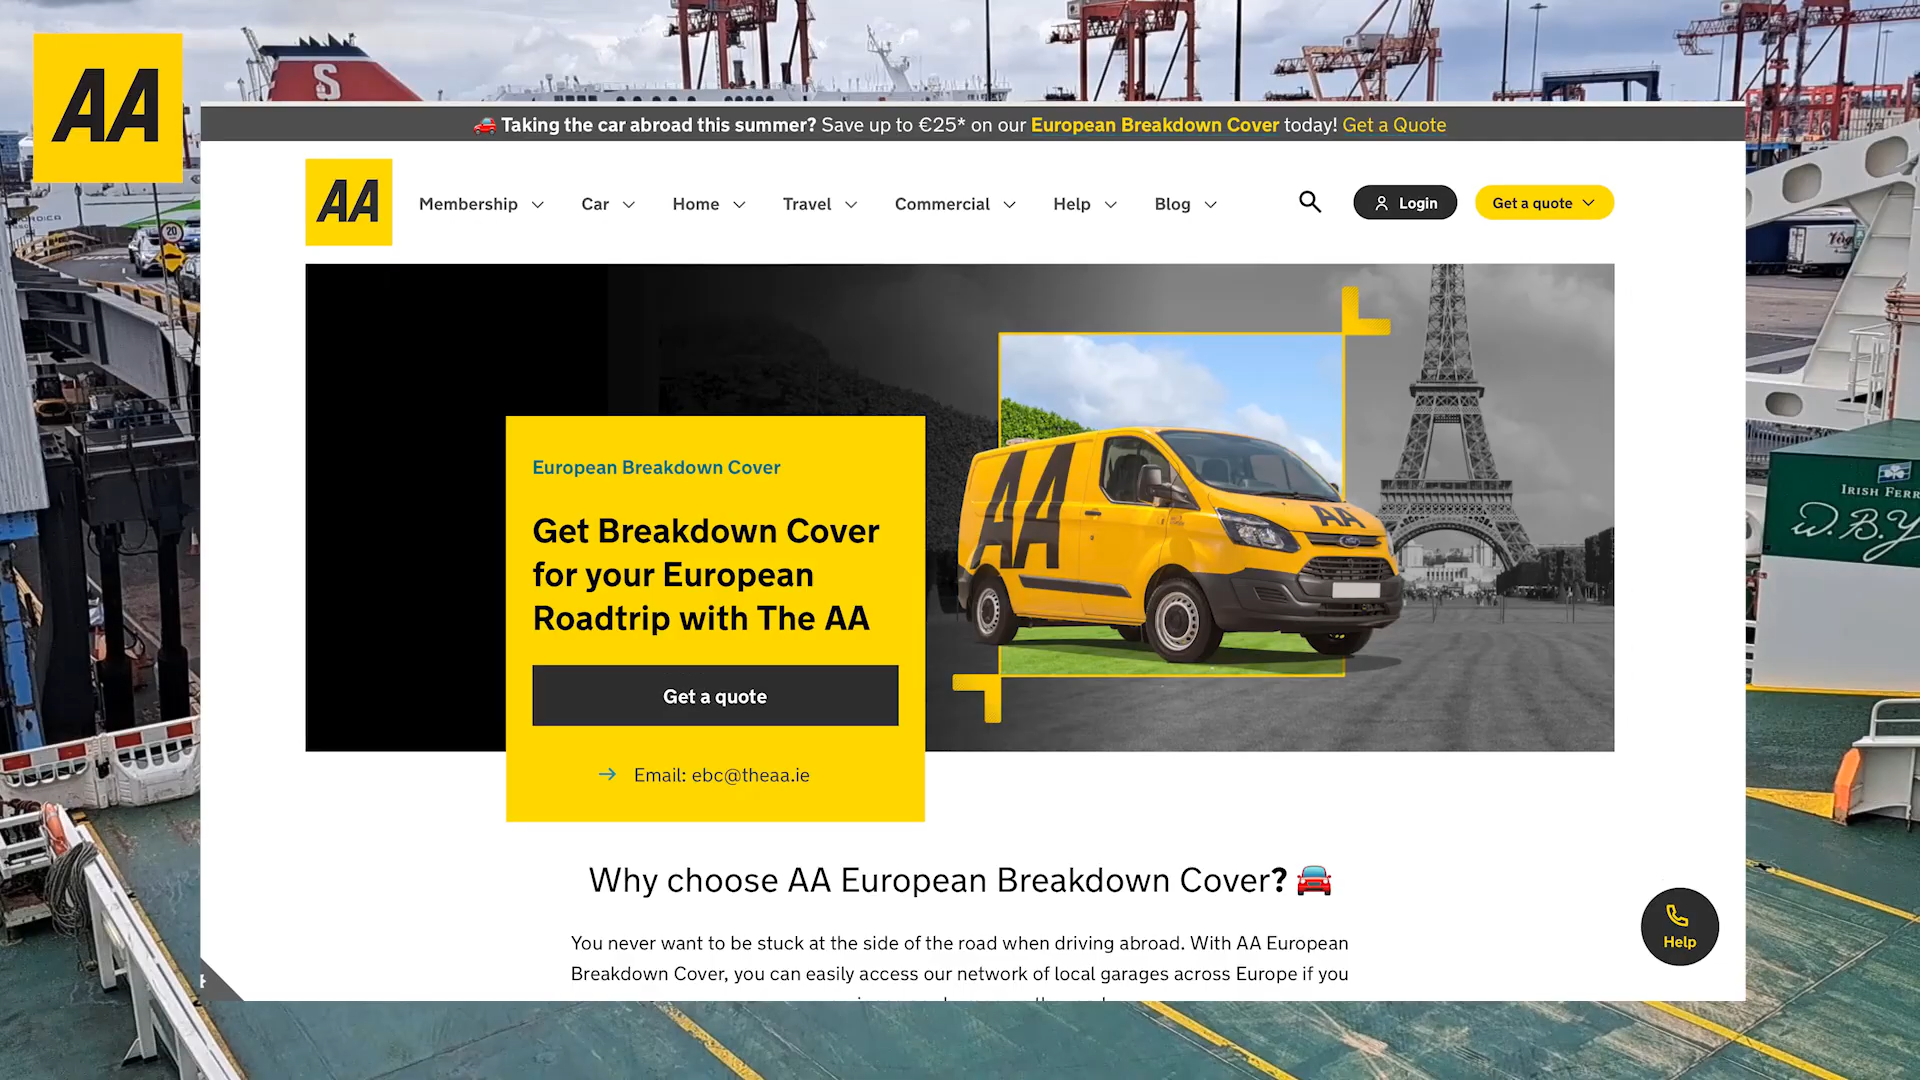 AA
S
🚗 Taking the car abroad this summer? Save up to €25* on our European Breakdown Cover today! Get a Quote
AA
Membership
Car
Home
Travel
Commercial
Help
Blog
Login
Get a quote
20
European Breakdown Cover
Get Breakdown Cover
for your European
Roadtrip with The AA
Get a quote
→ Email: ebc@theaa.ie
AA
AA
IRISH FERR
W.B.Y
Why choose AA European Breakdown Cover? 🚘
You never want to be stuck at the side of the road when driving abroad. With AA European
Breakdown Cover, you can easily access our network of local garages across Europe if you
Help